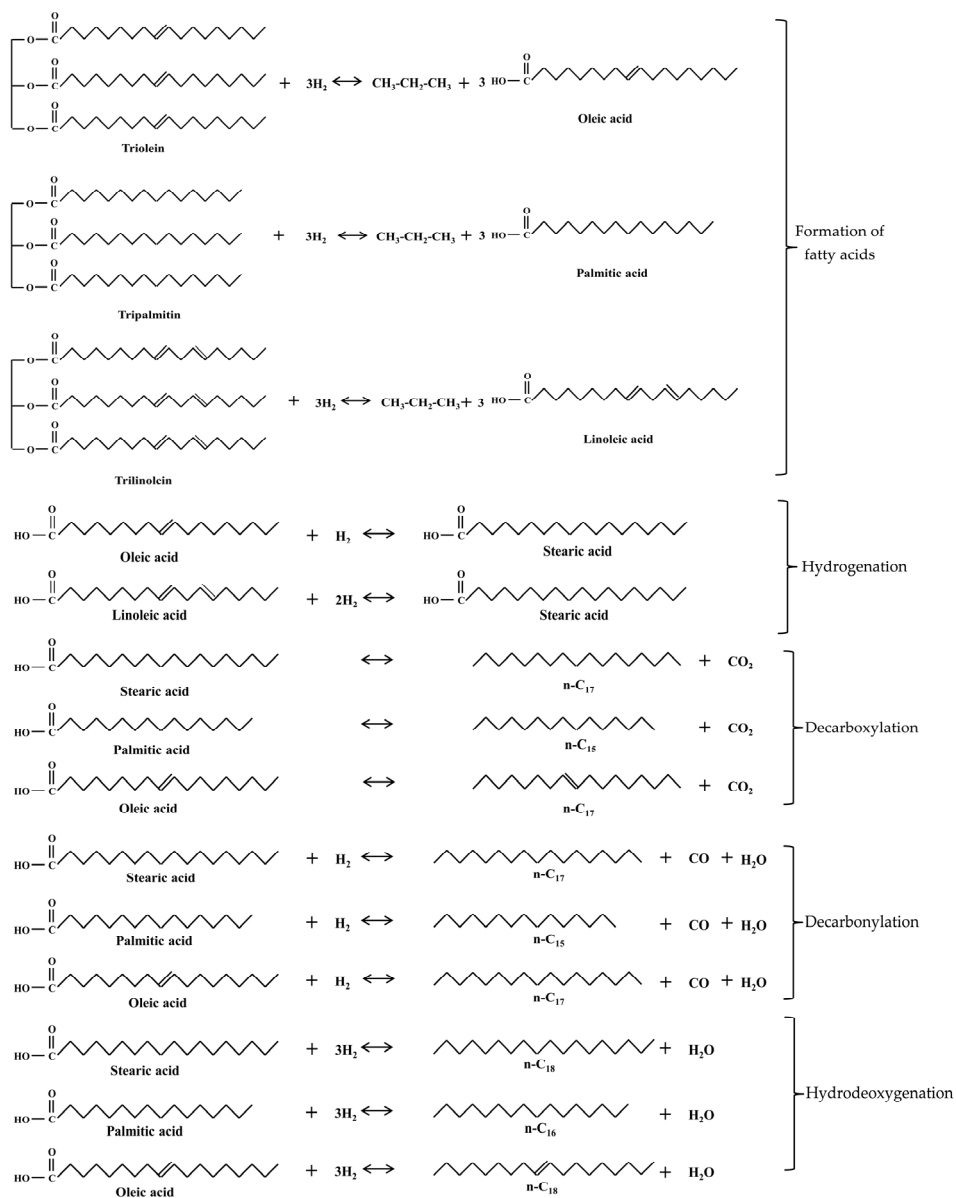 O
O — C
O
O — C + 3H₂ ↔ CH₃-CH₂-CH₃ + 3 HO — C
O
O
O — C
Oleic acid
Triolein
O
O — C
O
O — C + 3H₂ ↔ CH₃-CH₂-CH₃ + 3 HO — C
O
O
O — C
Palmitic acid
Tripalmitin
Formation of
fatty acids
O
O — C
O
O — C + 3H₂ ↔ CH₃-CH₂-CH₃ + 3 HO — C
O
O
O — C
Linoleic acid
Trilinolein
O O
HO — C + H₂ ↔ HO — C
Oleic acid Stearic acid
O O
HO — C + 2H₂ ↔ HO — C
Linoleic acid Stearic acid
Hydrogenation
O
HO — C ↔ + CO₂
Stearic acid n-C₁₇
O
HO — C ↔ + CO₂
Palmitic acid n-C₁₅
Decarboxylation
O
HO — C ↔ + CO₂
Oleic acid n-C₁₇
O
HO — C + H₂ ↔ + CO + H₂O
Stearic acid n-C₁₇
O
HO — C + H₂ ↔ + CO + H₂O
Palmitic acid n-C₁₅
Decarbonylation
O
HO — C + H₂ ↔ + CO + H₂O
Oleic acid n-C₁₇
O
HO — C + 3H₂ ↔ + H₂O
Stearic acid n-C₁₈
O
HO — C + 3H₂ ↔ + H₂O
Palmitic acid n-C₁₆
Hydrodeoxygenation
O
HO — C + 3H₂ ↔ + H₂O
Oleic acid n-C₁₈